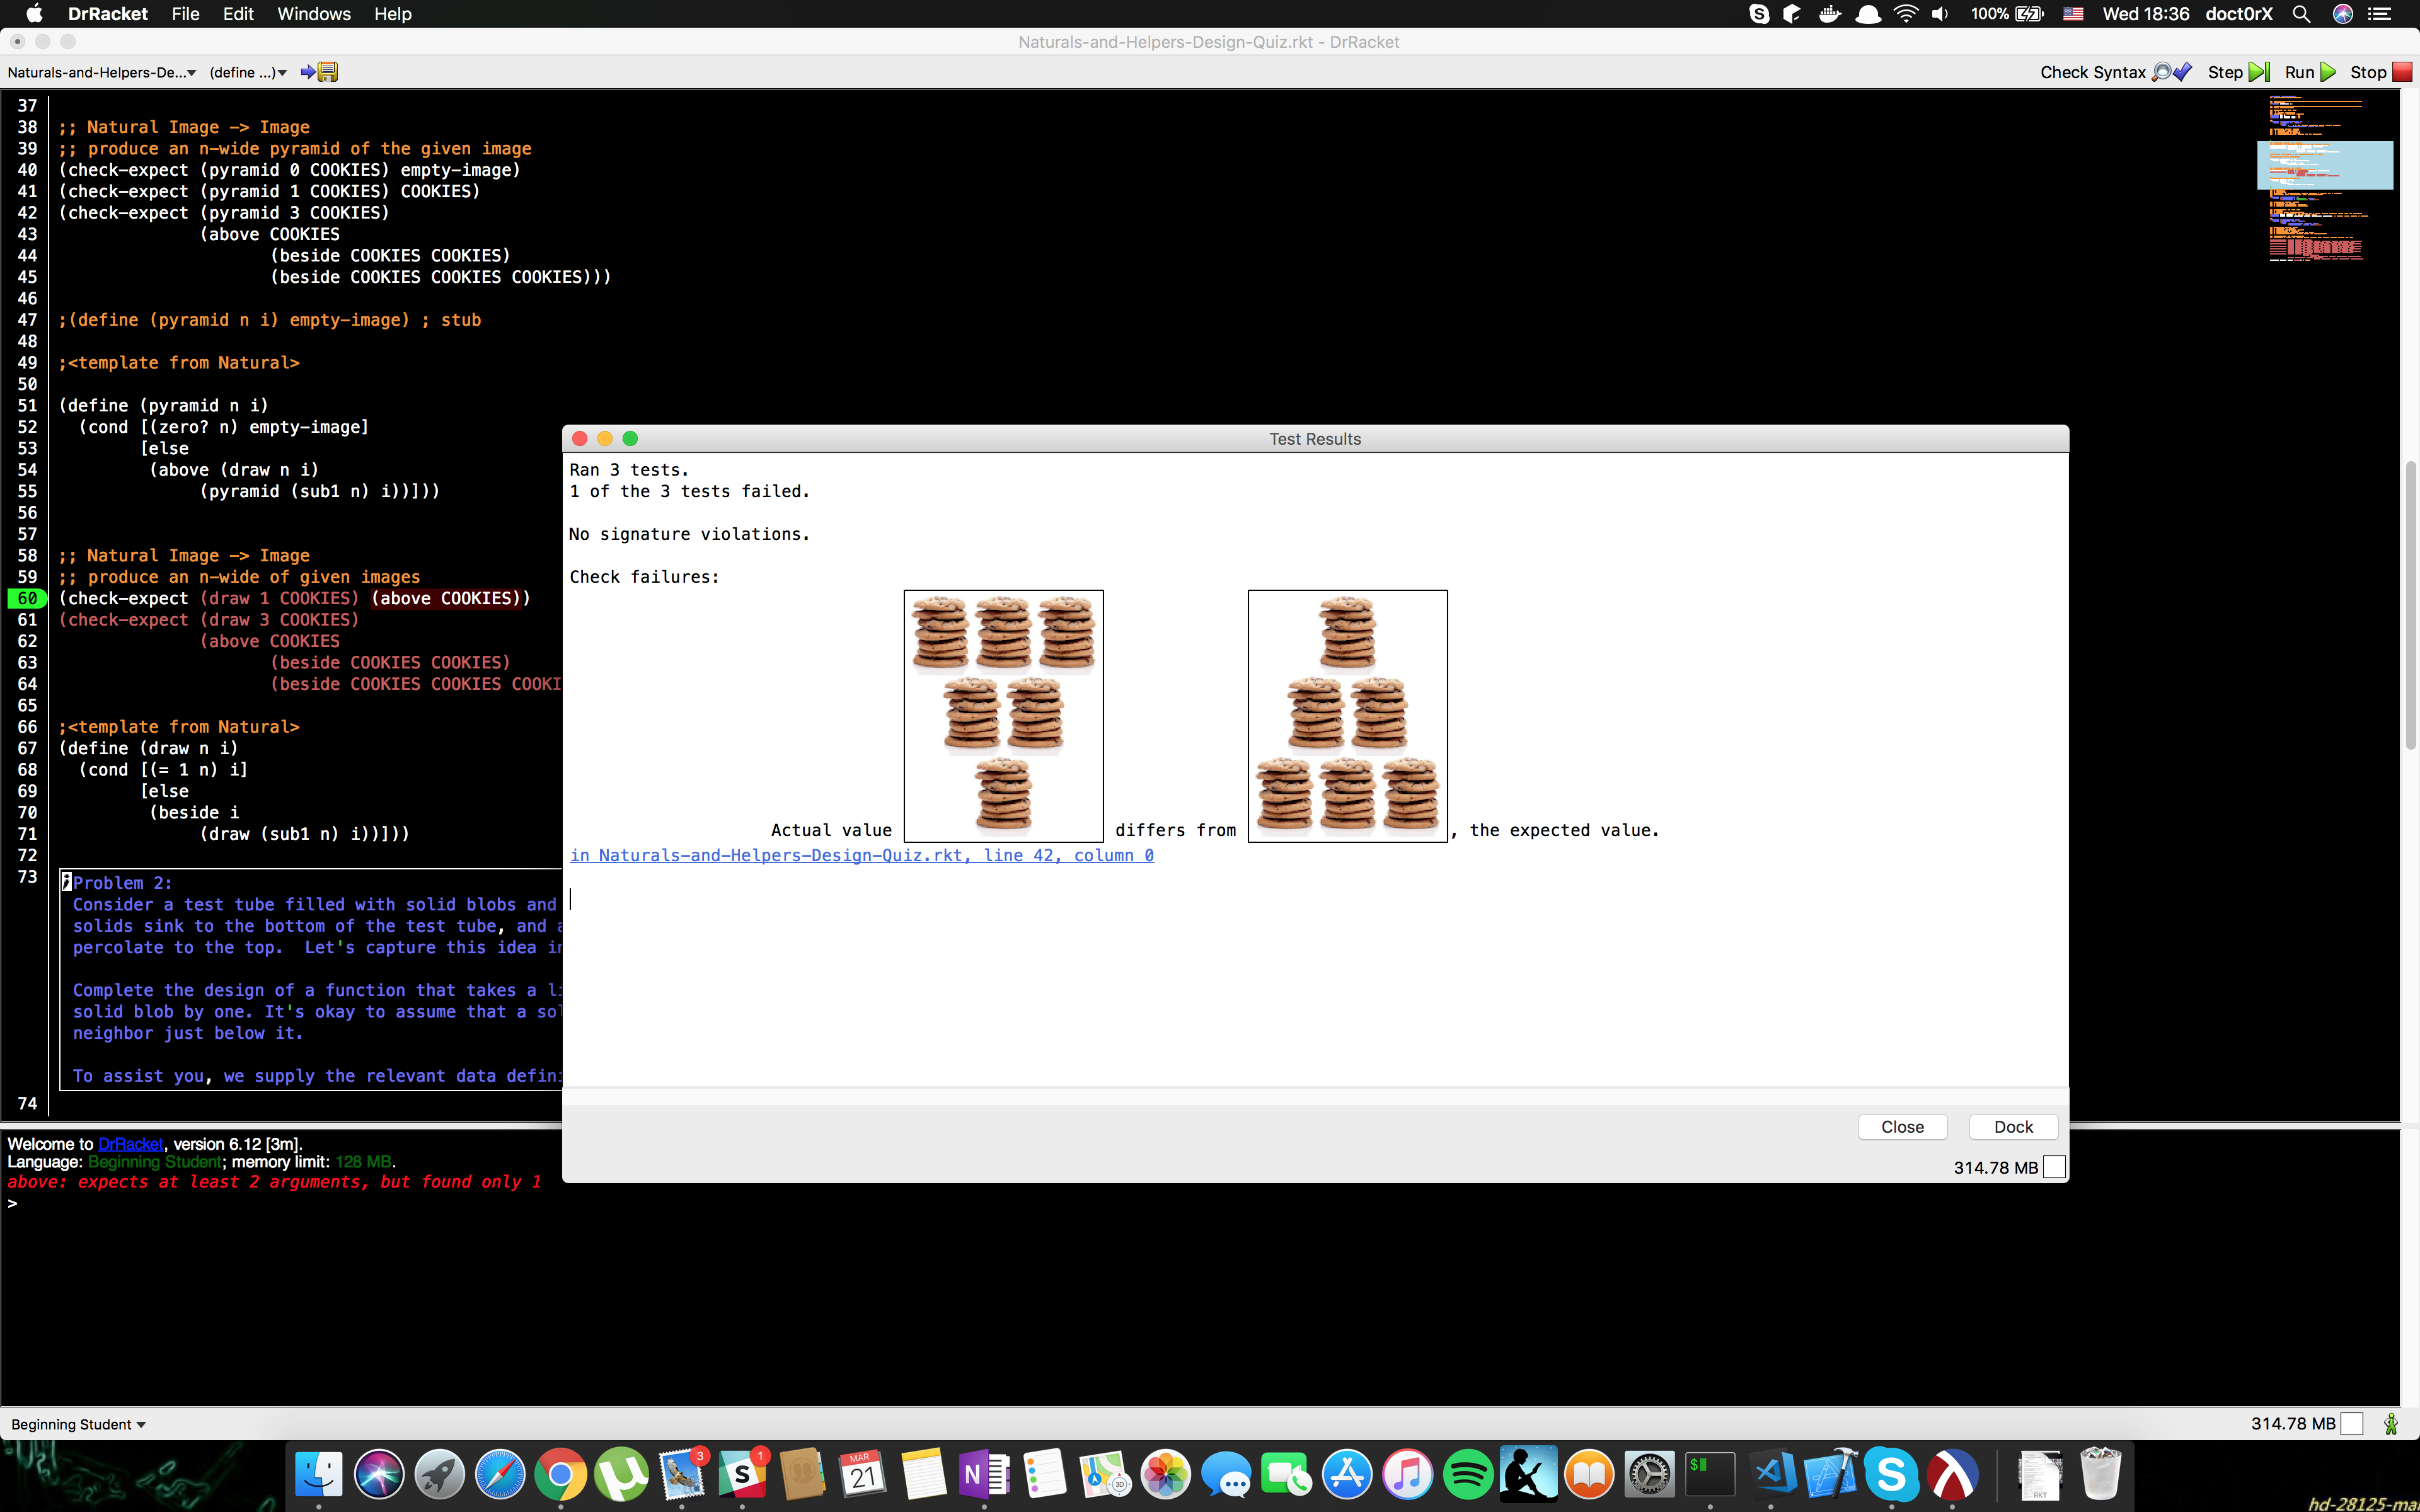 DrRacket File Edit Windows Help 100% Wed 18:36 doct0rX
Naturals-and-Helpers-Design-Quiz.rkt - DrRacket
Naturals-and-Helpers-De... (define ...) Check Syntax Step Run Stop
37
38 ;; Natural Image -> Image
39 ;; produce an n-wide pyramid of the given image
40 (check-expect (pyramid 0 COOKIES) empty-image)
41 (check-expect (pyramid 1 COOKIES) COOKIES)
42 (check-expect (pyramid 3 COOKIES)
43 (above COOKIES
44 (beside COOKIES COOKIES)
45 (beside COOKIES COOKIES COOKIES)))
46
47 ;(define (pyramid n i) empty-image) ; stub
48
49 ;<template from Natural>
50
51 (define (pyramid n i)
52 (cond [(zero? n) empty-image]
53 [else
54 (above (draw n i)
55 (pyramid (sub1 n) i))]))
56
57
58 ;; Natural Image -> Image
59 ;; produce an n-wide of given images
60 (check-expect (draw 1 COOKIES) (above COOKIES))
61 (check-expect (draw 3 COOKIES)
62 (above COOKIES
63 (beside COOKIES COOKIES)
64 (beside COOKIES COOKIES COOKI
65
66 ;<template from Natural>
67 (define (draw n i)
68 (cond [(= 1 n) i]
69 [else
70 (beside i
71 (draw (sub1 n) i))]))
72
73 ;Problem 2:
Consider a test tube filled with solid blobs and
solids sink to the bottom of the test tube, and a
percolate to the top. Let's capture this idea in
Complete the design of a function that takes a li
solid blob by one. It's okay to assume that a sol
neighbor just below it.
To assist you, we supply the relevant data defini
74
Test Results
Ran 3 tests.
1 of the 3 tests failed.
No signature violations.
Check failures:
Actual value differs from , the expected value.
in Naturals-and-Helpers-Design-Quiz.rkt, line 42, column 0
Close Dock
314.78 MB
Welcome to DrRacket, version 6.12 [3m].
Language: Beginning Student; memory limit: 128 MB.
above: expects at least 2 arguments, but found only 1
>
Beginning Student 314.78 MB
3 1 MAR 21 3D RKT